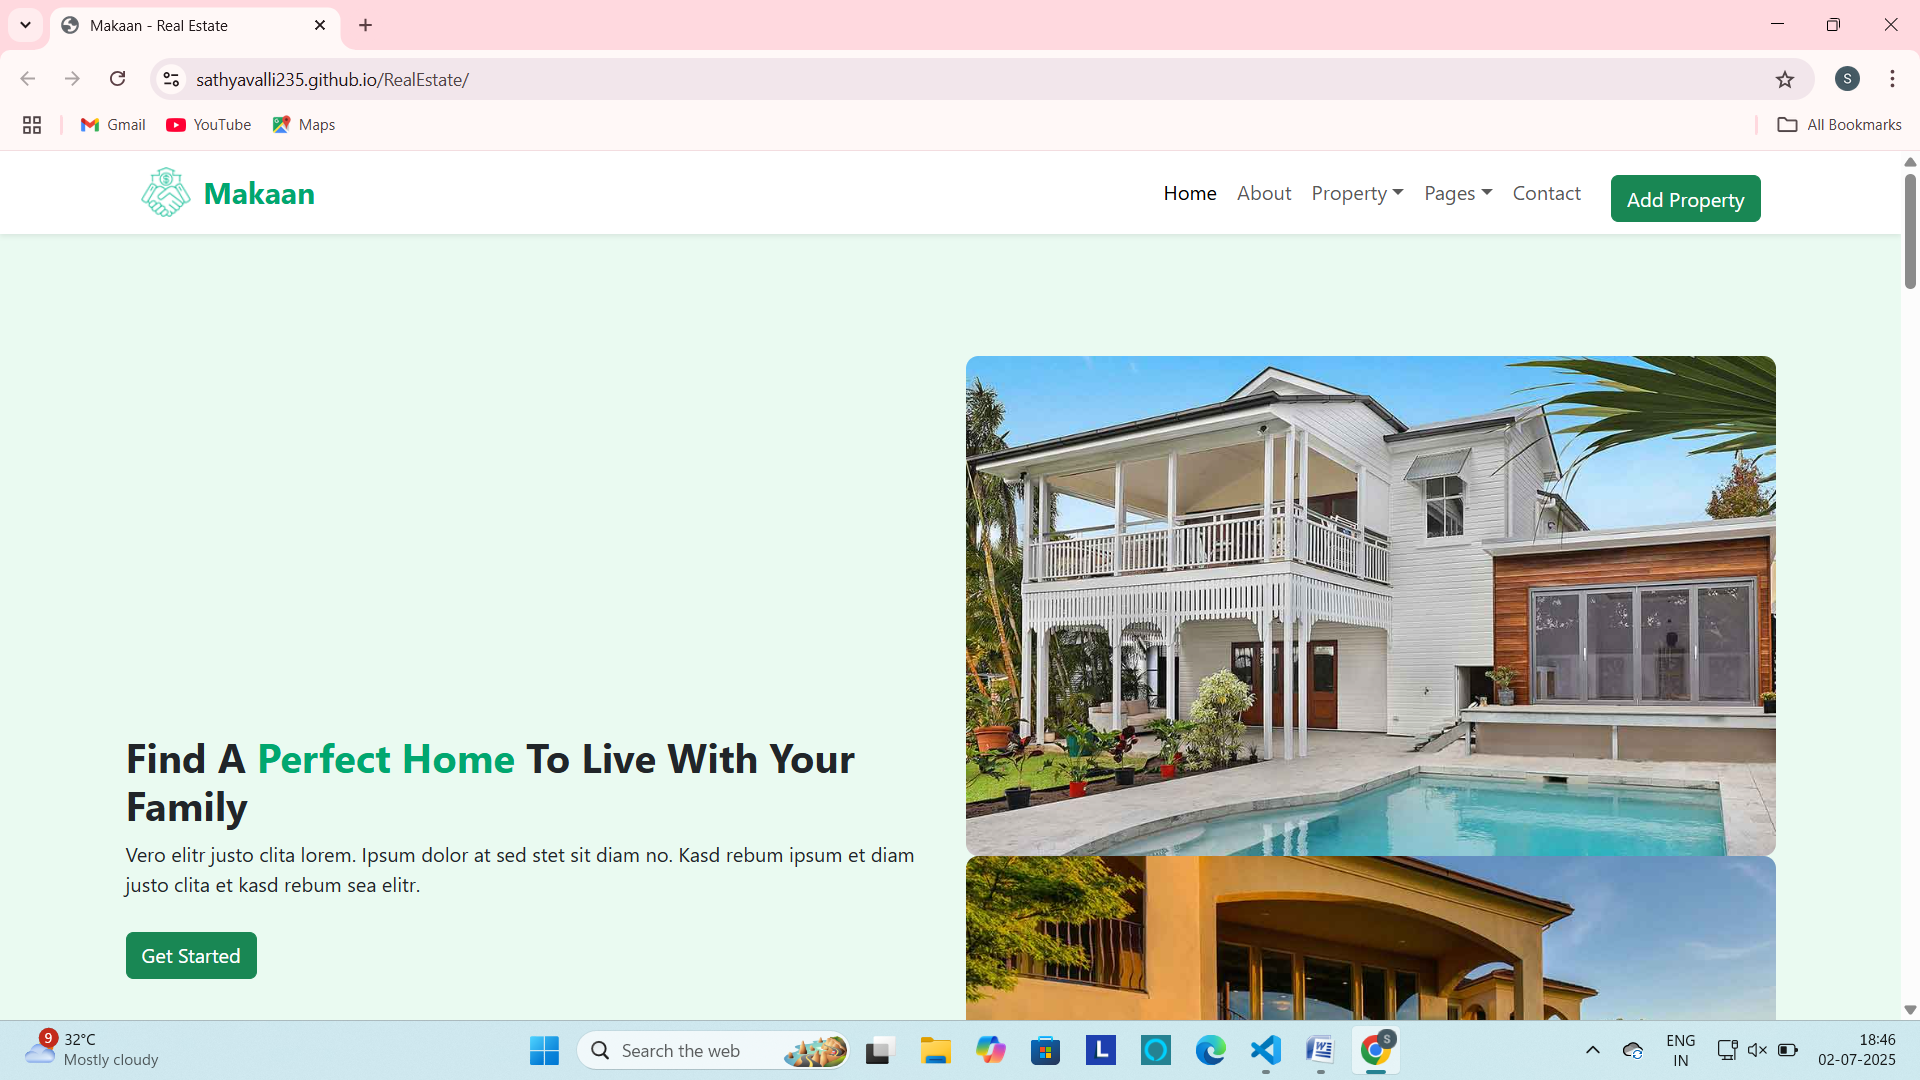 Makaan - Real Estate
sathyavalli235.github.io/RealEstate/
S
Gmail
YouTube
Maps
All Bookmarks
Makaan
Home
About
Property
Pages
Contact
Add Property
Find A Perfect Home To Live With Your
Family
Vero elitr justo clita lorem. Ipsum dolor at sed stet sit diam no. Kasd rebum ipsum et diam
justo clita et kasd rebum sea elitr.
Get Started
9
32°C
Mostly cloudy
Search the web
L
S
ENG
IN
18:46
02-07-2025